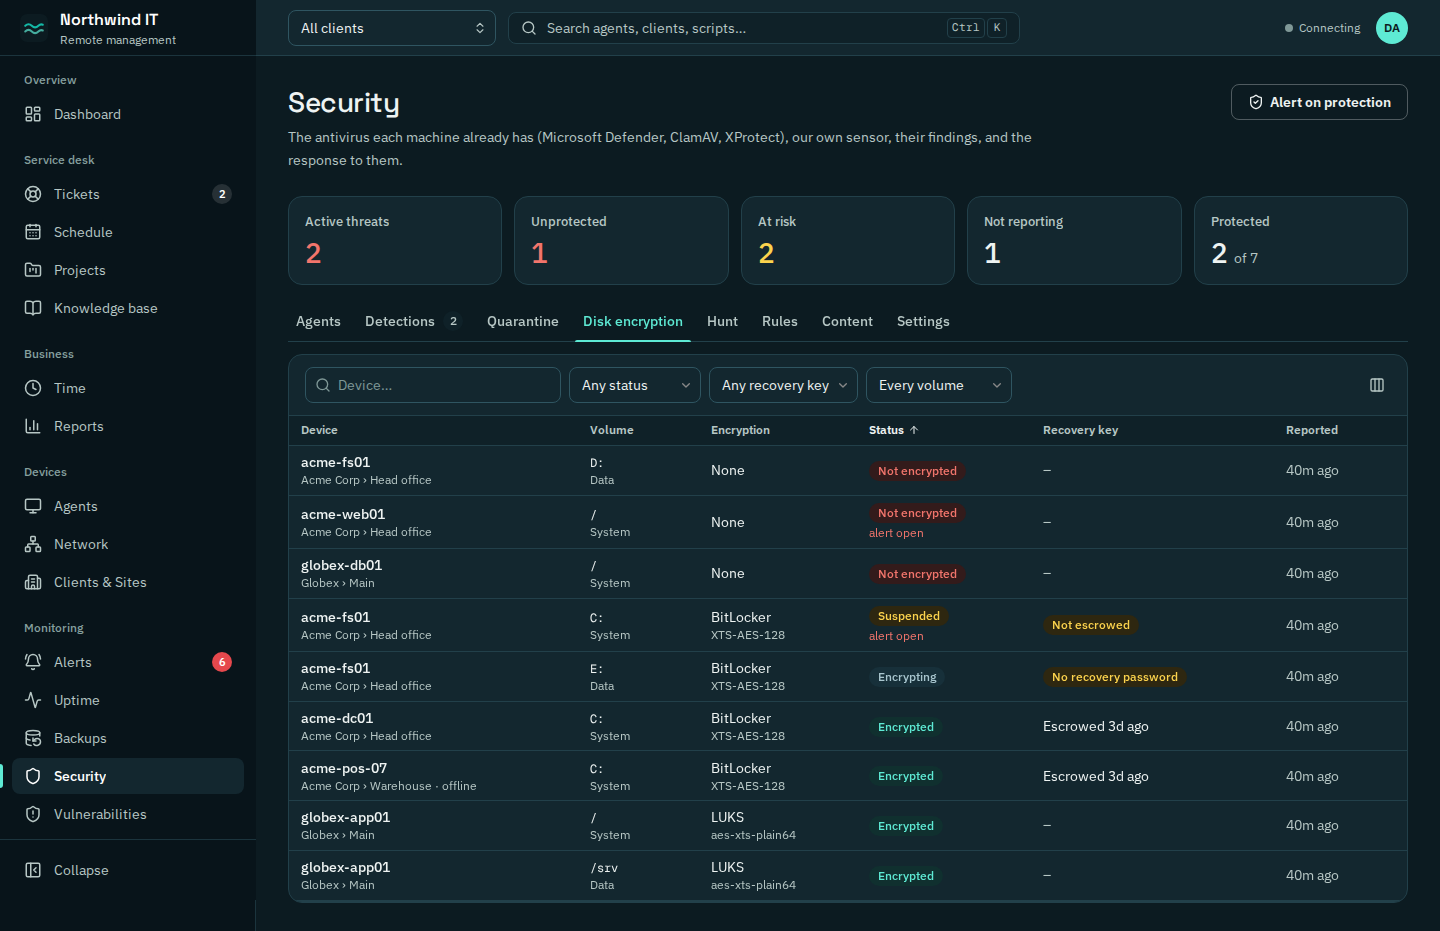 Northwind IT
Remote management
All clients
Search agents, clients, scripts...
Ctrl K
Connecting
DA
Overview
Dashboard
Service desk
Tickets 2
Schedule
Projects
Knowledge base
Business
Time
Reports
Devices
Agents
Network
Clients & Sites
Monitoring
Alerts 6
Uptime
Backups
Security
Vulnerabilities
Collapse
Security
Alert on protection
The antivirus each machine already has (Microsoft Defender, ClamAV, XProtect), our own sensor, their findings, and the
response to them.
Active threats
2
Unprotected
1
At risk
2
Not reporting
1
Protected
2 of 7
Agents Detections 2 Quarantine Disk encryption Hunt Rules Content Settings
Device... Any status Any recovery key Every volume
Device Volume Encryption Status ↑ Recovery key Reported
acme-fs01 D: None Not encrypted – 40m ago
Acme Corp › Head office Data
acme-web01 / None Not encrypted – 40m ago
Acme Corp › Head office System alert open
globex-db01 / None Not encrypted – 40m ago
Globex › Main System
acme-fs01 C: BitLocker Suspended Not escrowed 40m ago
Acme Corp › Head office System XTS-AES-128 alert open
acme-fs01 E: BitLocker Encrypting No recovery password 40m ago
Acme Corp › Head office Data XTS-AES-128
acme-dc01 C: BitLocker Encrypted Escrowed 3d ago 40m ago
Acme Corp › Head office System XTS-AES-128
acme-pos-07 C: BitLocker Encrypted Escrowed 3d ago 40m ago
Acme Corp › Warehouse · offline System XTS-AES-128
globex-app01 / LUKS Encrypted – 40m ago
Globex › Main System aes-xts-plain64
globex-app01 /srv LUKS Encrypted – 40m ago
Globex › Main Data aes-xts-plain64